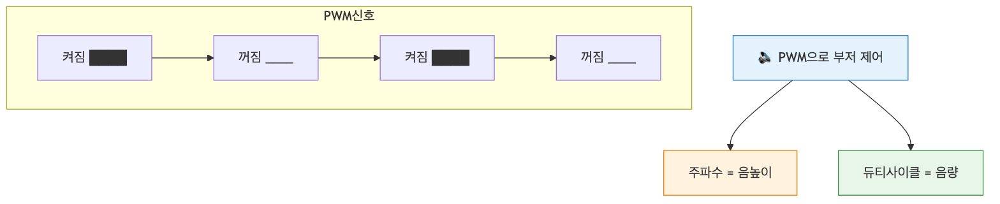 PWM신호
켜짐 ████
꺼짐 ____
켜짐 ████
꺼짐 ____
🔊 PWM으로 부저 제어
주파수 = 음높이
듀티사이클 = 음량